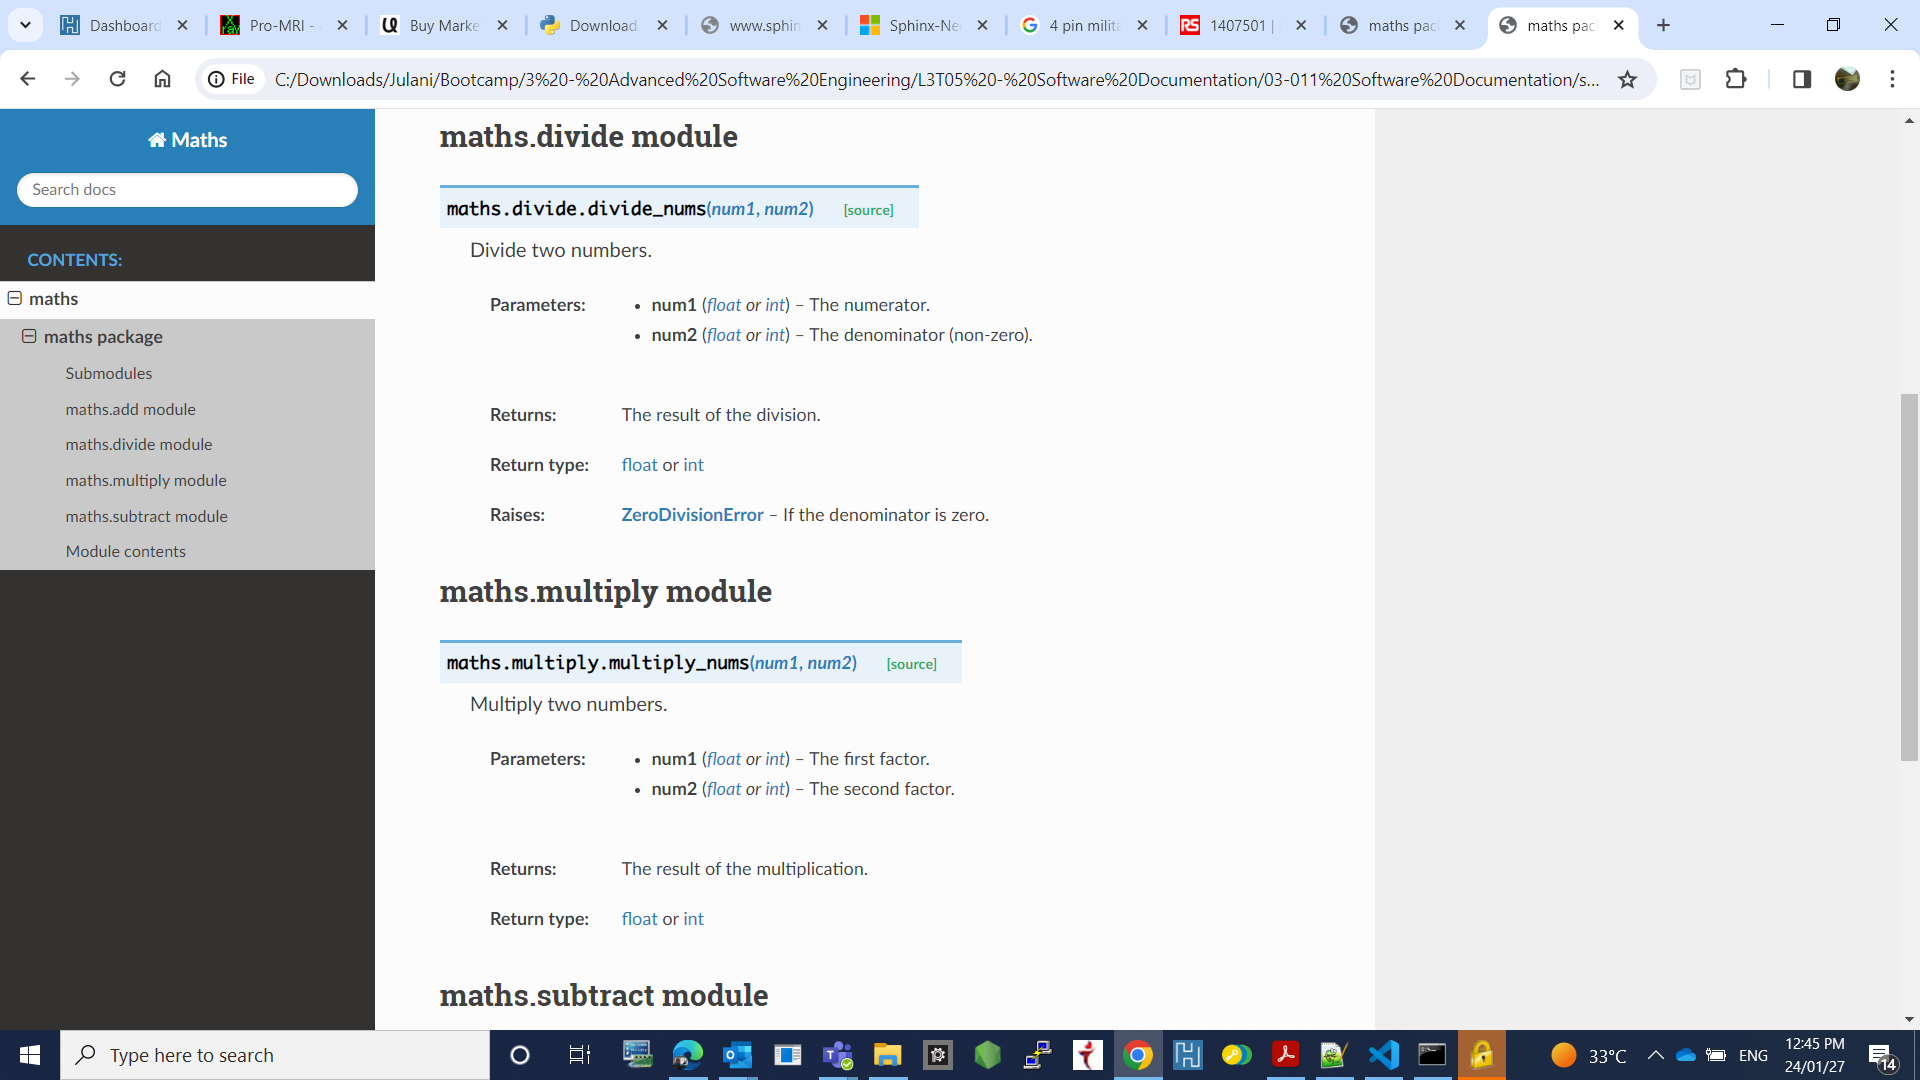 Dashboard
Pro-MRI -
Buy Marke
Download
www.sphin
Sphinx-Ne
4 pin milita
1407501 |
maths pac
maths pac
File
C:/Downloads/Julani/Bootcamp/3%20-%20Advanced%20Software%20Engineering/L3T05%20-%20Software%20Documentation/03-011%20Software%20Documentation/s...
Maths
Search docs
CONTENTS:
maths
maths package
Submodules
maths.add module
maths.divide module
maths.multiply module
maths.subtract module
Module contents
maths.divide module
maths.divide.divide_nums(num1, num2) [source]
Divide two numbers.
Parameters:
• num1 (float or int) – The numerator.
• num2 (float or int) – The denominator (non-zero).
Returns: The result of the division.
Return type: float or int
Raises: ZeroDivisionError – If the denominator is zero.
maths.multiply module
maths.multiply.multiply_nums(num1, num2) [source]
Multiply two numbers.
Parameters:
• num1 (float or int) – The first factor.
• num2 (float or int) – The second factor.
Returns: The result of the multiplication.
Return type: float or int
maths.subtract module
Type here to search
33°C
ENG
12:45 PM
24/01/27
14